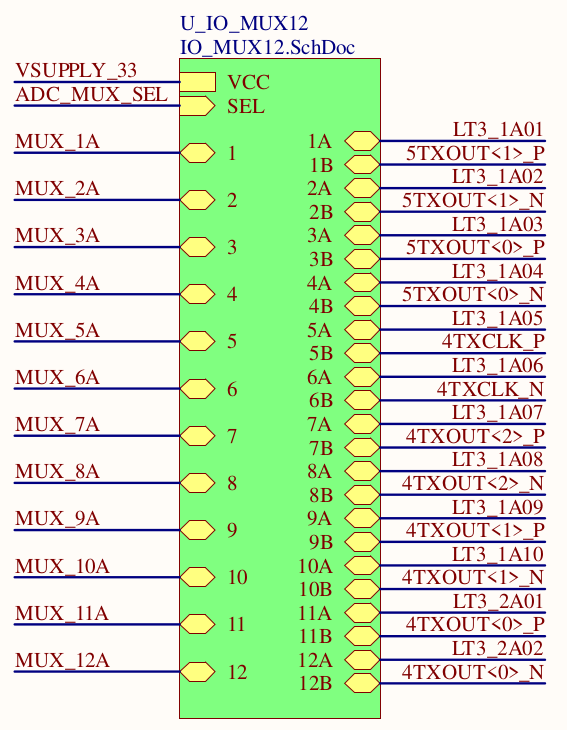 U_IO_MUX12
IO_MUX12.SchDoc
VSUPPLY_33
VCC
ADC_MUX_SEL
SEL
LT3_1A01
MUX_1A
1A
1
5TXOUT<1>_P
1B
LT3_1A02
MUX_2A
2A
2
5TXOUT<1>_N
2B
LT3_1A03
MUX_3A
3A
3
5TXOUT<0>_P
3B
LT3_1A04
MUX_4A
4A
4
5TXOUT<0>_N
4B
LT3_1A05
MUX_5A
5A
5
4TXCLK_P
5B
LT3_1A06
MUX_6A
6A
6
4TXCLK_N
6B
LT3_1A07
MUX_7A
7A
7
4TXOUT<2>_P
7B
LT3_1A08
MUX_8A
8A
8
4TXOUT<2>_N
8B
LT3_1A09
MUX_9A
9A
9
4TXOUT<1>_P
9B
LT3_1A10
MUX_10A
10A
10
4TXOUT<1>_N
10B
LT3_2A01
MUX_11A
11A
11
4TXOUT<0>_P
11B
LT3_2A02
MUX_12A
12A
12
4TXOUT<0>_N
12B